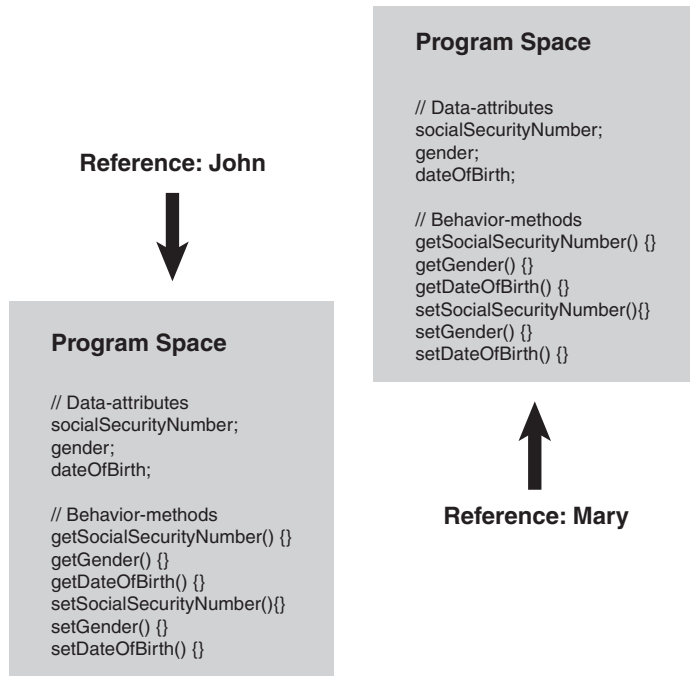 Reference: John
Program Space
// Data-attributes
socialSecurityNumber;
gender;
dateOfBirth;
// Behavior-methods
getSocialSecurityNumber() {}
getGender() {}
getDateOfBirth() {}
setSocialSecurityNumber(){}
setGender() {}
setDateOfBirth() {}
Program Space
// Data-attributes
socialSecurityNumber;
gender;
dateOfBirth;
// Behavior-methods
getSocialSecurityNumber() {}
getGender() {}
getDateOfBirth() {}
setSocialSecurityNumber(){}
setGender() {}
setDateOfBirth() {}
Reference: Mary